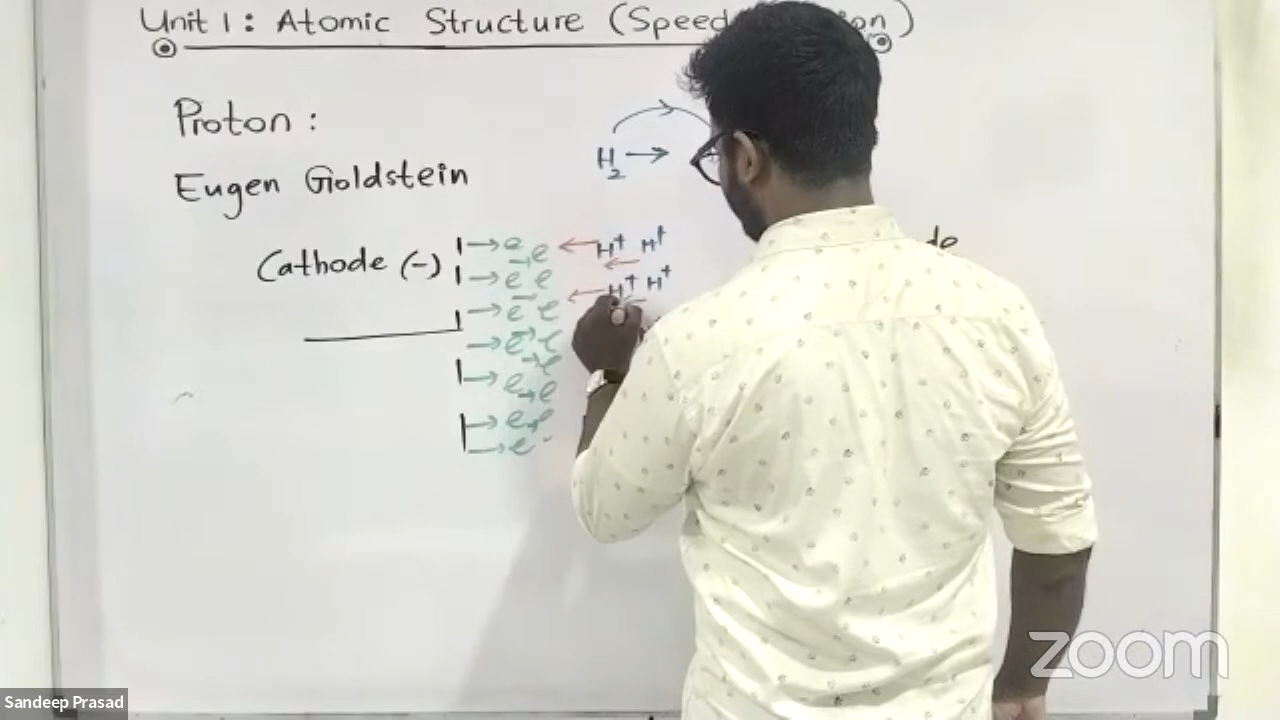 Unit 1: Atomic Structure (Speed
Proton:
H₂ →
Eugen Goldstein
Cathode (-)
→ e e ← H⁺ H⁺
→ e e ← H⁺ H⁺
→ e e
→ e e
→ e e
→ e e
→ e⁻
zoom
Sandeep Prasad